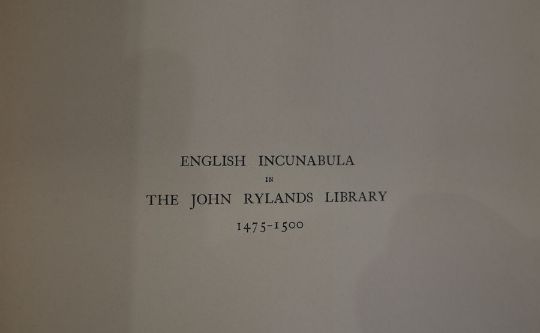 ENGLISH INCUNABULA
IN
THE JOHN RYLANDS LIBRARY
1475-1500